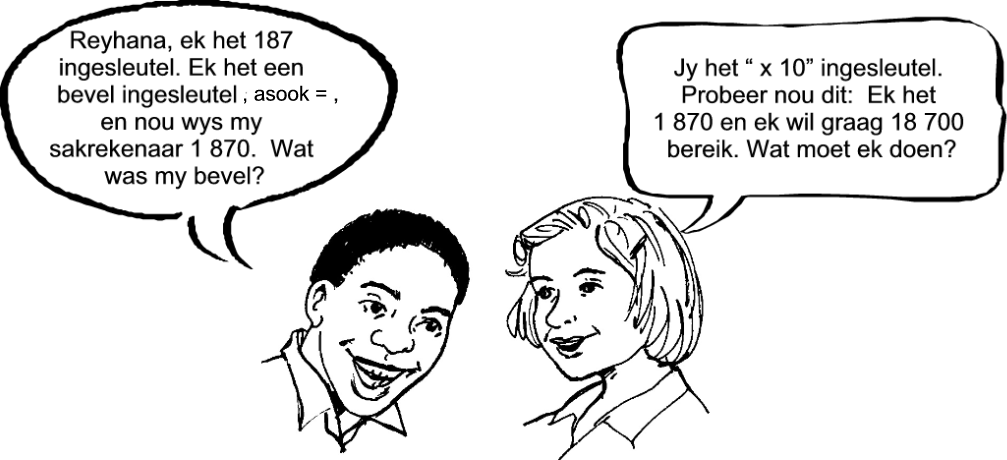 Reyhana, ek het 187
ingesleutel. Ek het een
bevel ingesleutel , asook = ,
en nou wys my
sakrekenaar 1 870.  Wat
was my bevel?
Jy het “ x 10” ingesleutel.
Probeer nou dit:  Ek het
1 870 en ek wil graag 18 700
bereik. Wat moet ek doen?